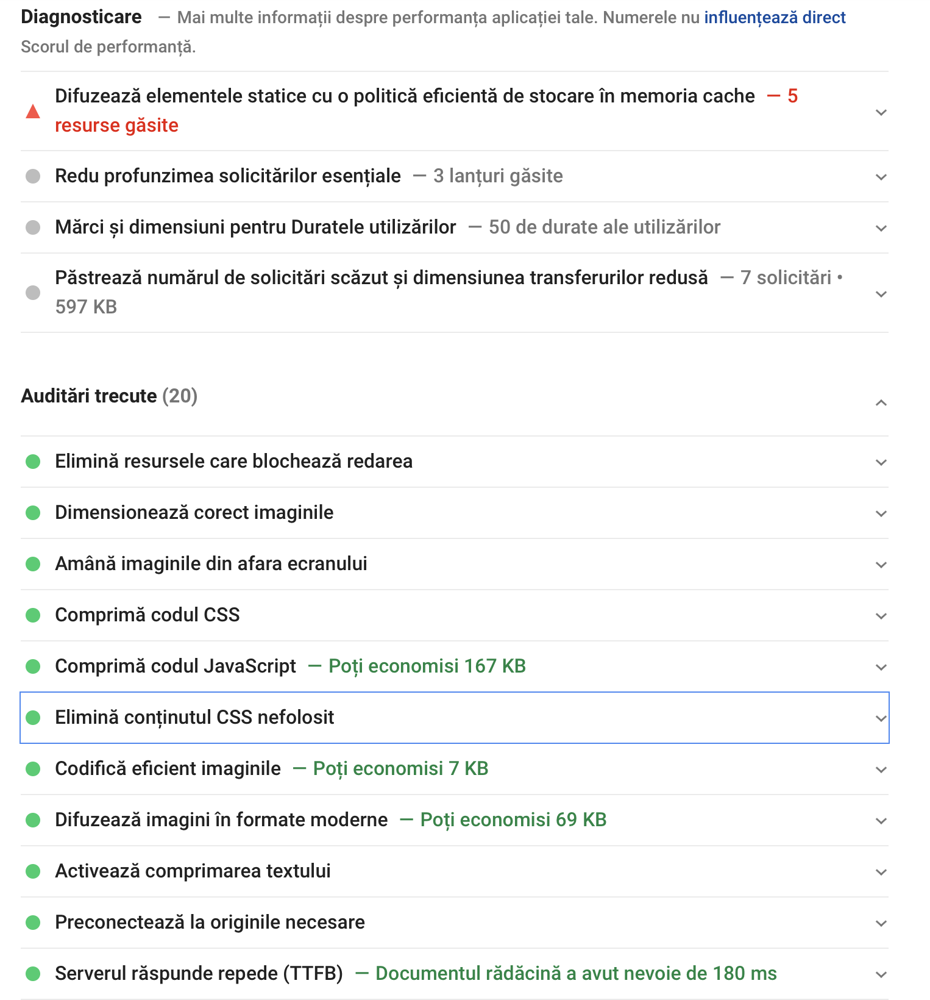 Diagnosticare — Mai multe informații despre performanța aplicației tale. Numerele nu influențează direct
Scorul de performanță.
Difuzează elementele statice cu o politică eficientă de stocare în memoria cache — 5
resurse găsite
Redu profunzimea solicitărilor esențiale — 3 lanțuri găsite
Mărci și dimensiuni pentru Duratele utilizărilor — 50 de durate ale utilizărilor
Păstrează numărul de solicitări scăzut și dimensiunea transferurilor redusă — 7 solicitări •
597 KB
Auditări trecute (20)
Elimină resursele care blochează redarea
Dimensionează corect imaginile
Amână imaginile din afara ecranului
Comprimă codul CSS
Comprimă codul JavaScript — Poți economisi 167 KB
Elimină conținutul CSS nefolosit
Codifică eficient imaginile — Poți economisi 7 KB
Difuzează imagini în formate moderne — Poți economisi 69 KB
Activează comprimarea textului
Preconectează la originile necesare
Serverul răspunde repede (TTFB) — Documentul rădăcină a avut nevoie de 180 ms